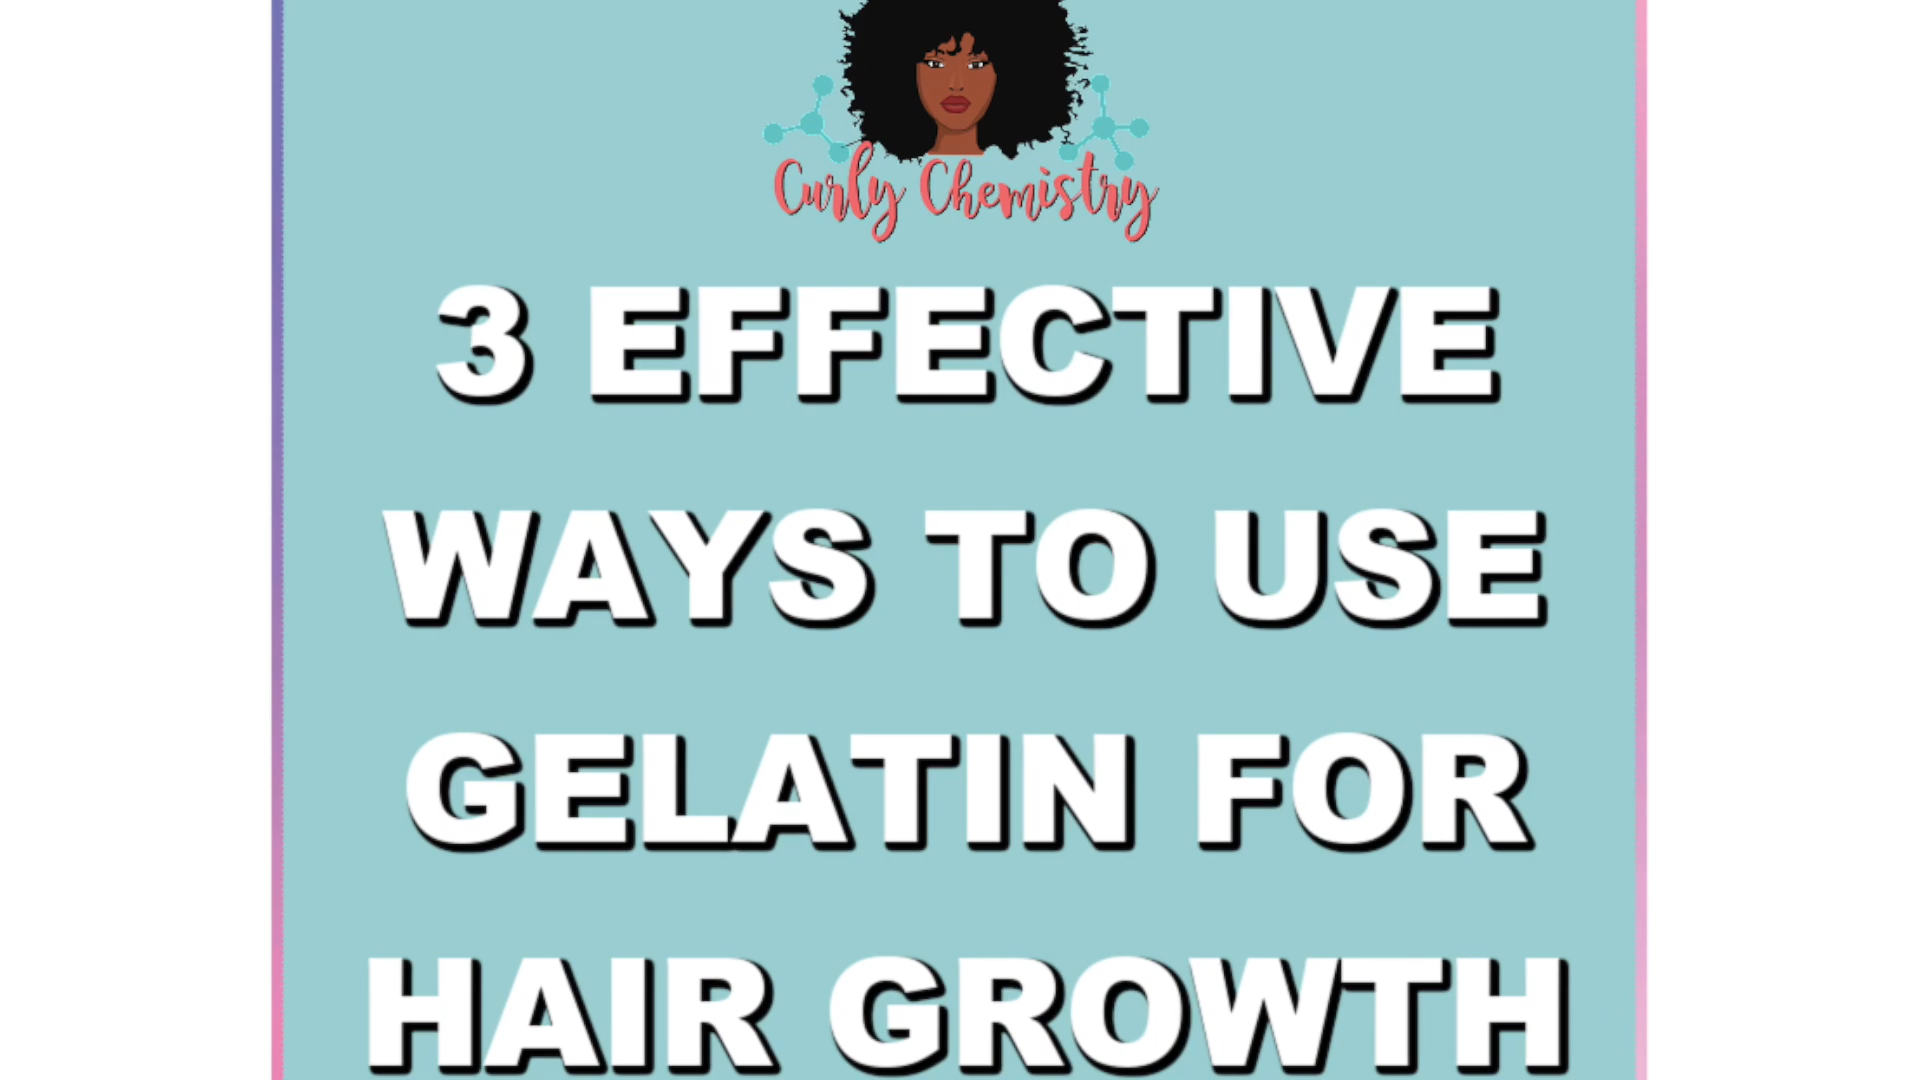 Curly Chemistry
3 EFFECTIVE
WAYS TO USE
GELATIN FOR
HAIR GROWTH